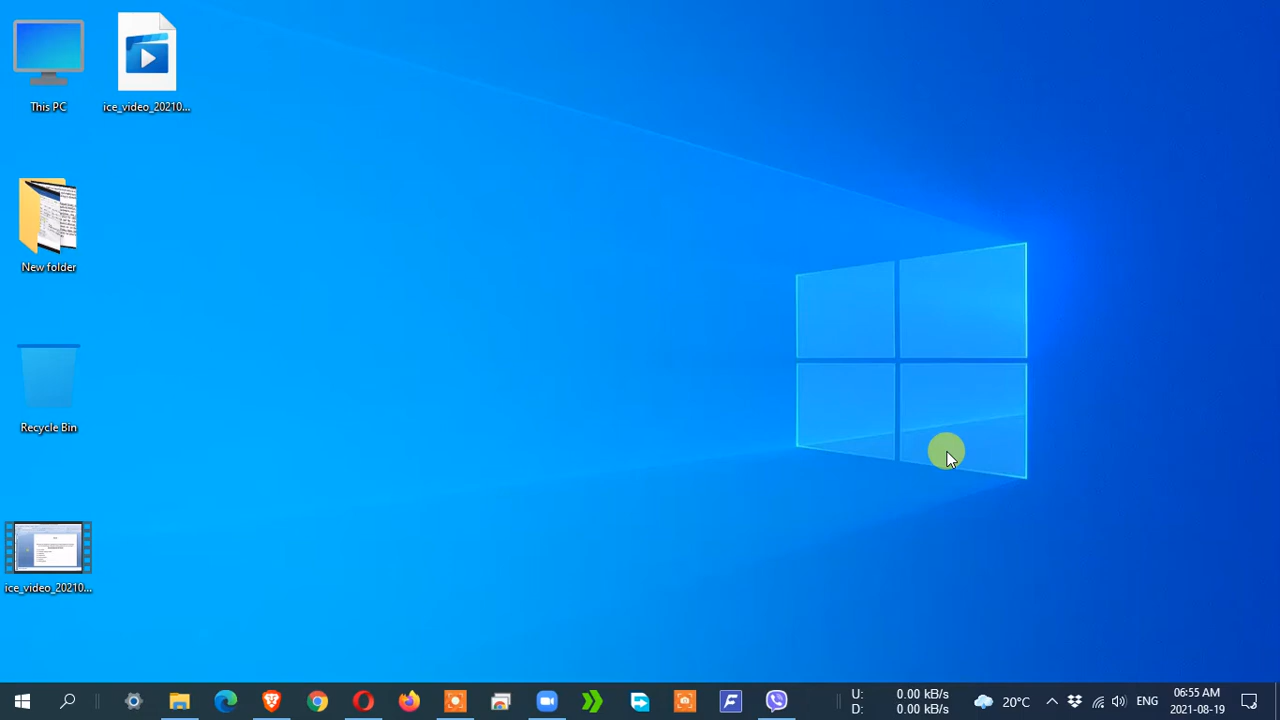 This PC
ice_video_20210...
New folder
Recycle Bin
ice_video_20210...
U: 0.00 kB/s
D: 0.00 kB/s
20°C
ENG
06:55 AM
2021-08-19